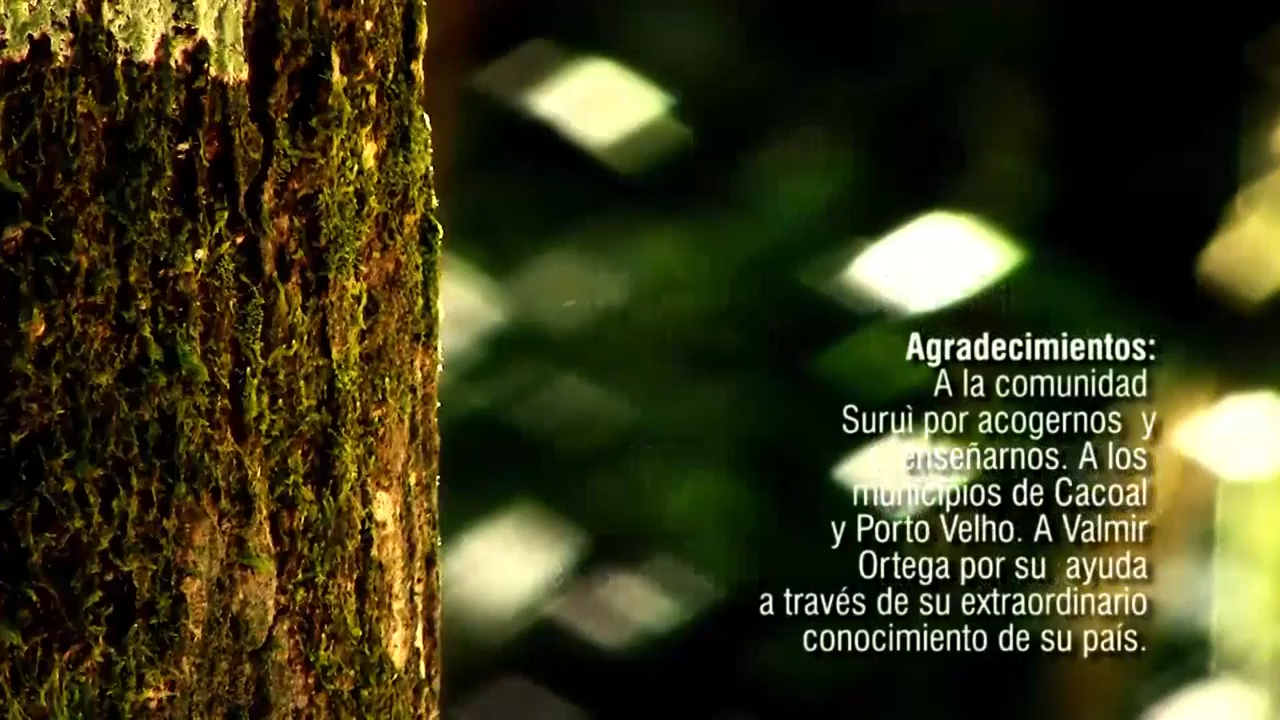 Agradecimientos:
A la comunidad
Suruì por acogernos y
enseñarnos. A los
municipios de Cacoal
y Porto Velho. A Valmir
Ortega por su ayuda
a través de su extraordinario
conocimiento de su país.